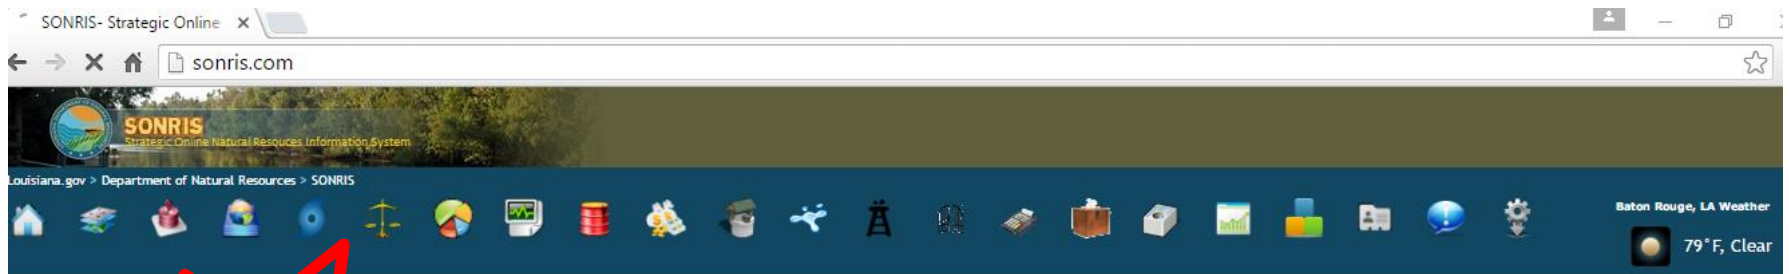 SONRIS- Strategic Online
sonris.com
SONRIS
Strategic Online Natural Resouces Information System
Louisiana.gov > Department of Natural Resources > SONRIS
Baton Rouge, LA Weather
79°F, Clear